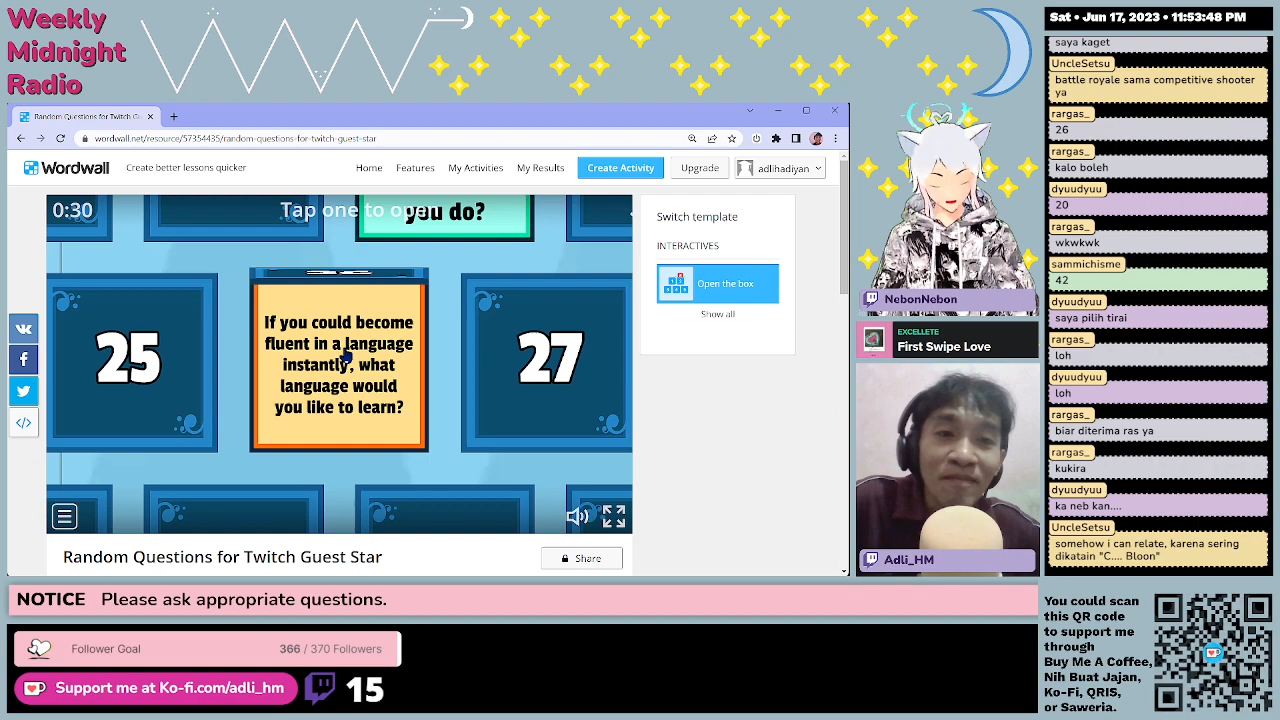 Weekly
Midnight
Radio
Random Questions for Twitch G
wordwall.net/resource/57354435/random-questions-for-twitch-guest-star
Wordwall
Create better lessons quicker
eatures
My Activities
My Results
Create Activity
Upgrade
adlihadiyan
0:30
Tap one to open
you do?
25
If you could become
fluent in a language
instantly, what
language would
you like to learn?
27
Switch template
INTERACTIVES
Open the box
Show all
Random Questions for Twitch Guest Star
Share
NebonNebon
EXCELLETE
First Swipe Love
Adli_HM
Sat • Jun 17, 2023 • 11:53:48 PM
saya kaget
UncleSetsu
battle royale sama competitive shooter
ya
rargas_
26
rargas_
kalo boleh
dyuudyuu
20
rargas_
wkwkwk
sammichisme
42
dyuudyuu
saya pilih tirai
rargas_
loh
dyuudyuu
loh
rargas_
biar diterima ras ya
rargas_
kukira
dyuudyuu
ka neb kan....
UncleSetsu
somehow i can relate, karena sering
dikatain "C.... Bloon"
NOTICE Please ask appropriate questions.
Follower Goal 366 / 370 Followers
Support me at Ko-fi.com/adli_hm
15
You could scan
this QR code
to support me
through
Buy Me A Coffee,
Nih Buat Jajan,
Ko-Fi, QRIS,
or Saweria.